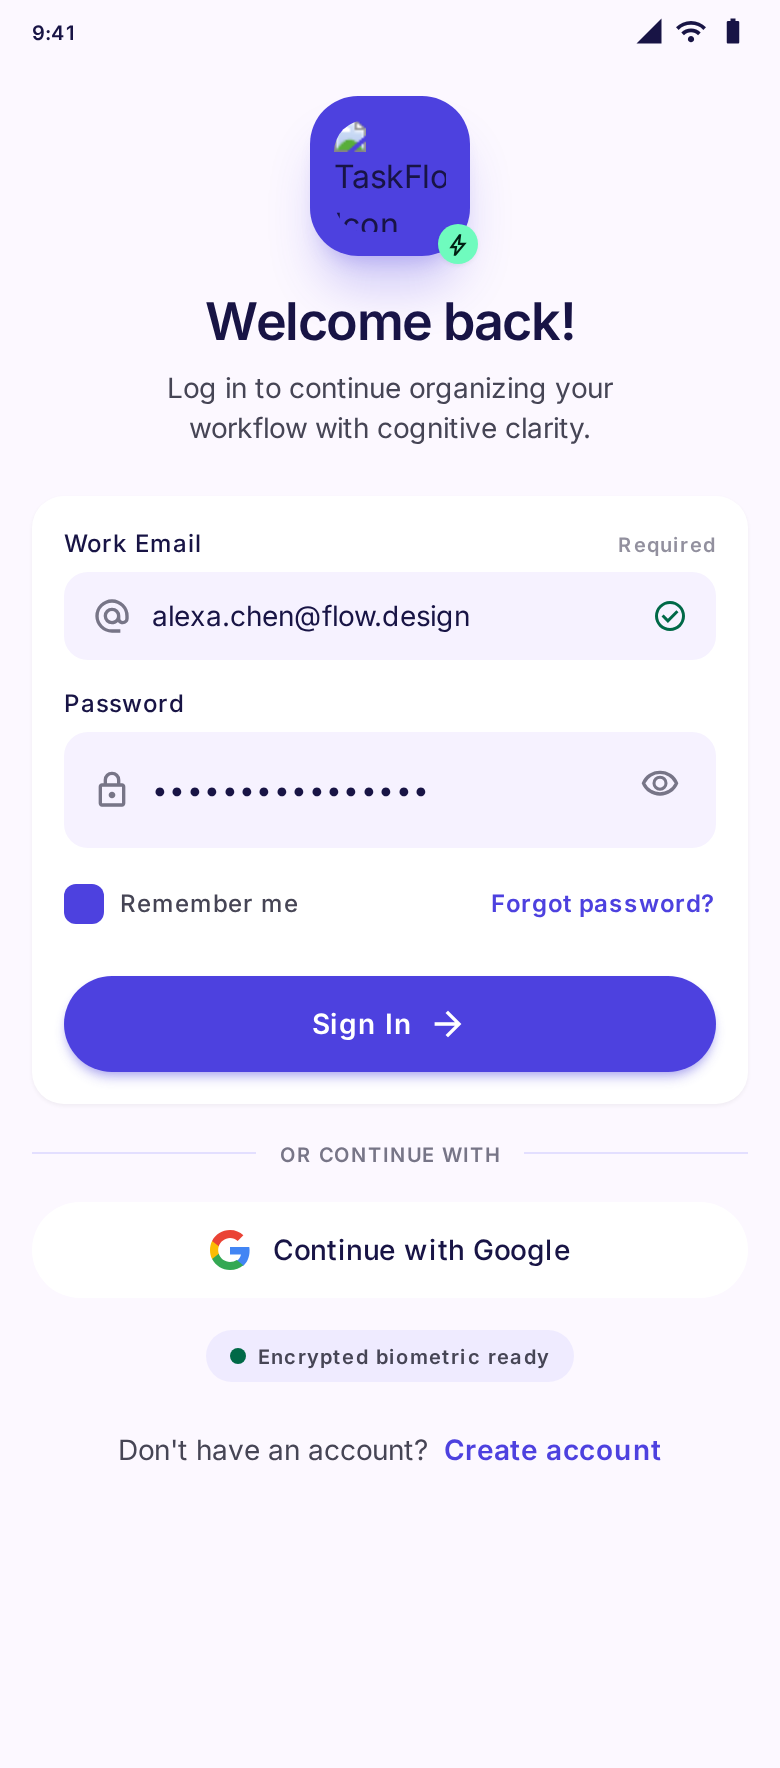 9:41
TaskFlo
Icon
Welcome back!
Log in to continue organizing your
workflow with cognitive clarity.
Work Email
Required
alexa.chen@flow.design
Password
••••••••••••••••
Remember me
Forgot password?
Sign In
OR CONTINUE WITH
Continue with Google
Encrypted biometric ready
Don't have an account? Create account